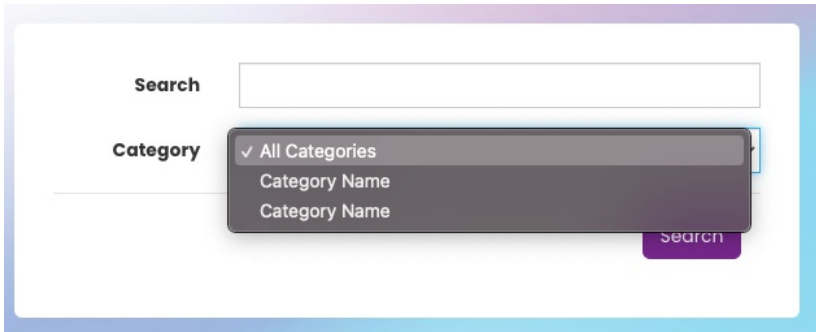 Search
Category
✓ All Categories
Category Name
Category Name
Search